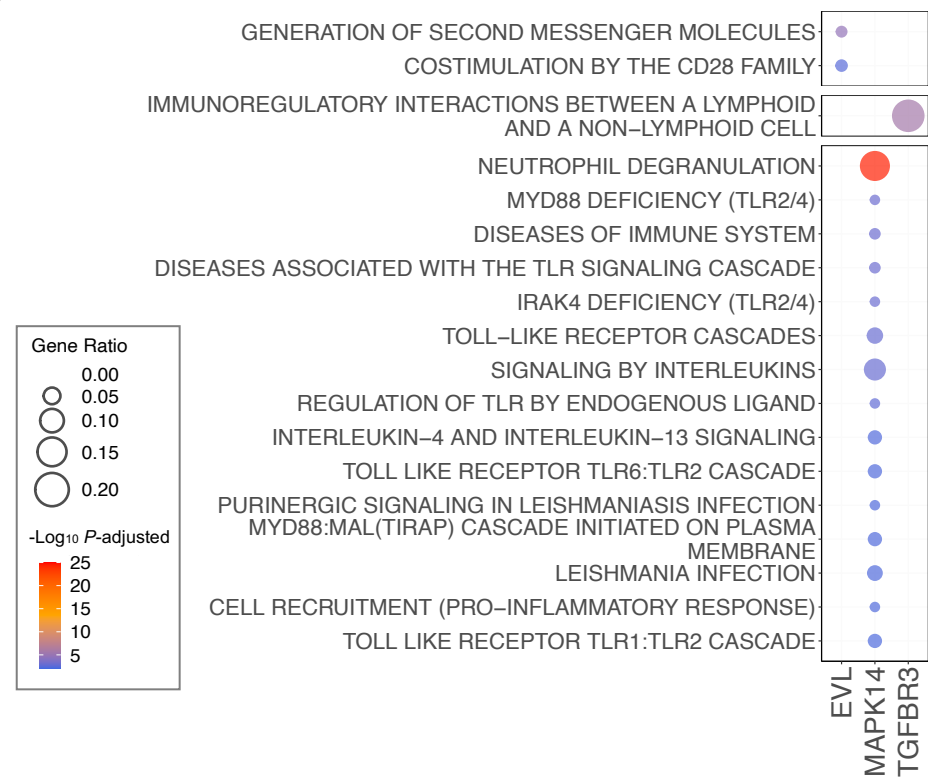 GENERATION OF SECOND MESSENGER MOLECULES
COSTIMULATION BY THE CD28 FAMILY
IMMUNOREGULATORY INTERACTIONS BETWEEN A LYMPHOID
AND A NON−LYMPHOID CELL
NEUTROPHIL DEGRANULATION
MYD88 DEFICIENCY (TLR2/4)
DISEASES OF IMMUNE SYSTEM
DISEASES ASSOCIATED WITH THE TLR SIGNALING CASCADE
IRAK4 DEFICIENCY (TLR2/4)
TOLL−LIKE RECEPTOR CASCADES
SIGNALING BY INTERLEUKINS
REGULATION OF TLR BY ENDOGENOUS LIGAND
INTERLEUKIN−4 AND INTERLEUKIN−13 SIGNALING
TOLL LIKE RECEPTOR TLR6:TLR2 CASCADE
PURINERGIC SIGNALING IN LEISHMANIASIS INFECTION
MYD88:MAL(TIRAP) CASCADE INITIATED ON PLASMA
MEMBRANE
LEISHMANIA INFECTION
CELL RECRUITMENT (PRO−INFLAMMATORY RESPONSE)
TOLL LIKE RECEPTOR TLR1:TLR2 CASCADE
EVL
MAPK14
TGFBR3
Gene Ratio
0.00
0.05
0.10
0.15
0.20
-Log₁₀ P-adjusted
25
20
15
10
5